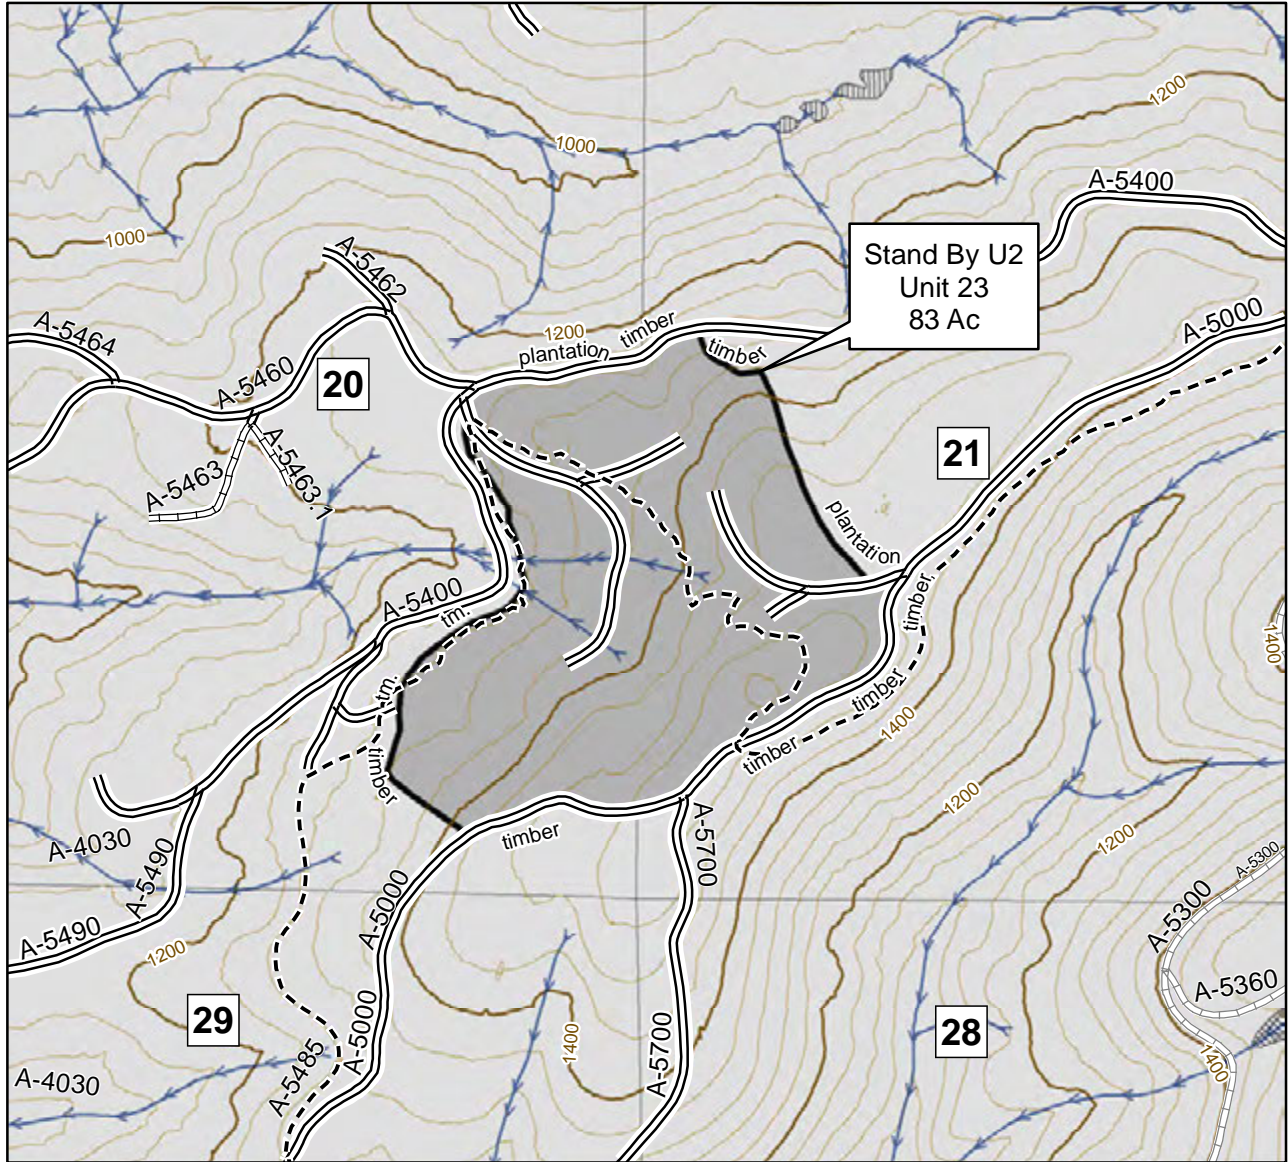 1200
1000
A-5400
1000
A-5462
Stand By U2
Unit 23
83 Ac
A-5464
1200
timber
A-5000
plantation
timber
A-5460
20
21
A-5463
A-5463.1
plantation
A-5400
tm.
timber
1400
tm.
timber
timber
1400
timber
1200
timber
A-4030
A-5490
A-5700
1200
A-5300
A-5000
A-5300
A-5490
1200
A-5360
29
A-5000
28
1400
1400
A-5485
A-5700
A-4030